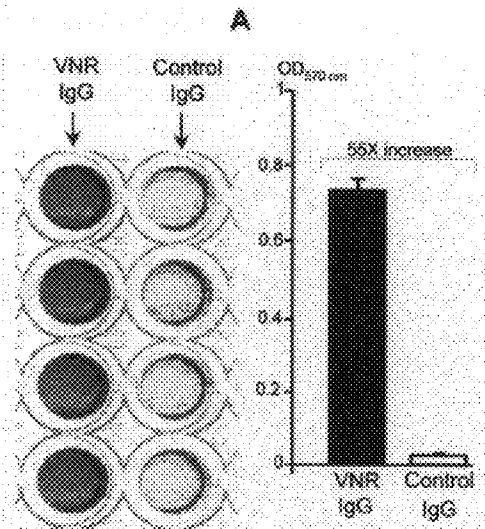 A
VNR
IgG
Control
IgG
OD570 nm
1
0.8
55X increase
0.6
0.4
0.2
0
VNR
IgG
Control
IgG